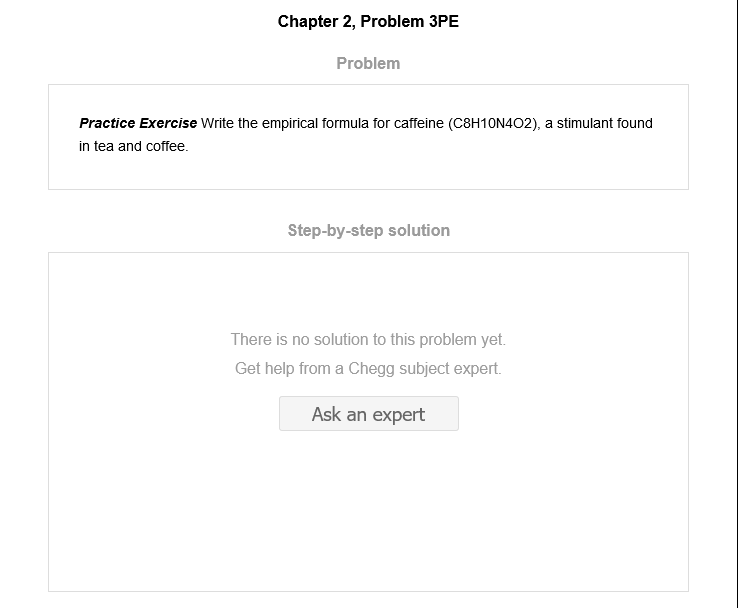 Chapter 2, Problem 3PE
Problem
Practice Exercise Write the empirical formula for caffeine (C8H10N4O2), a stimulant found
in tea and coffee.
Step-by-step solution
There is no solution to this problem yet.
Get help from a Chegg subject expert.
Ask an expert